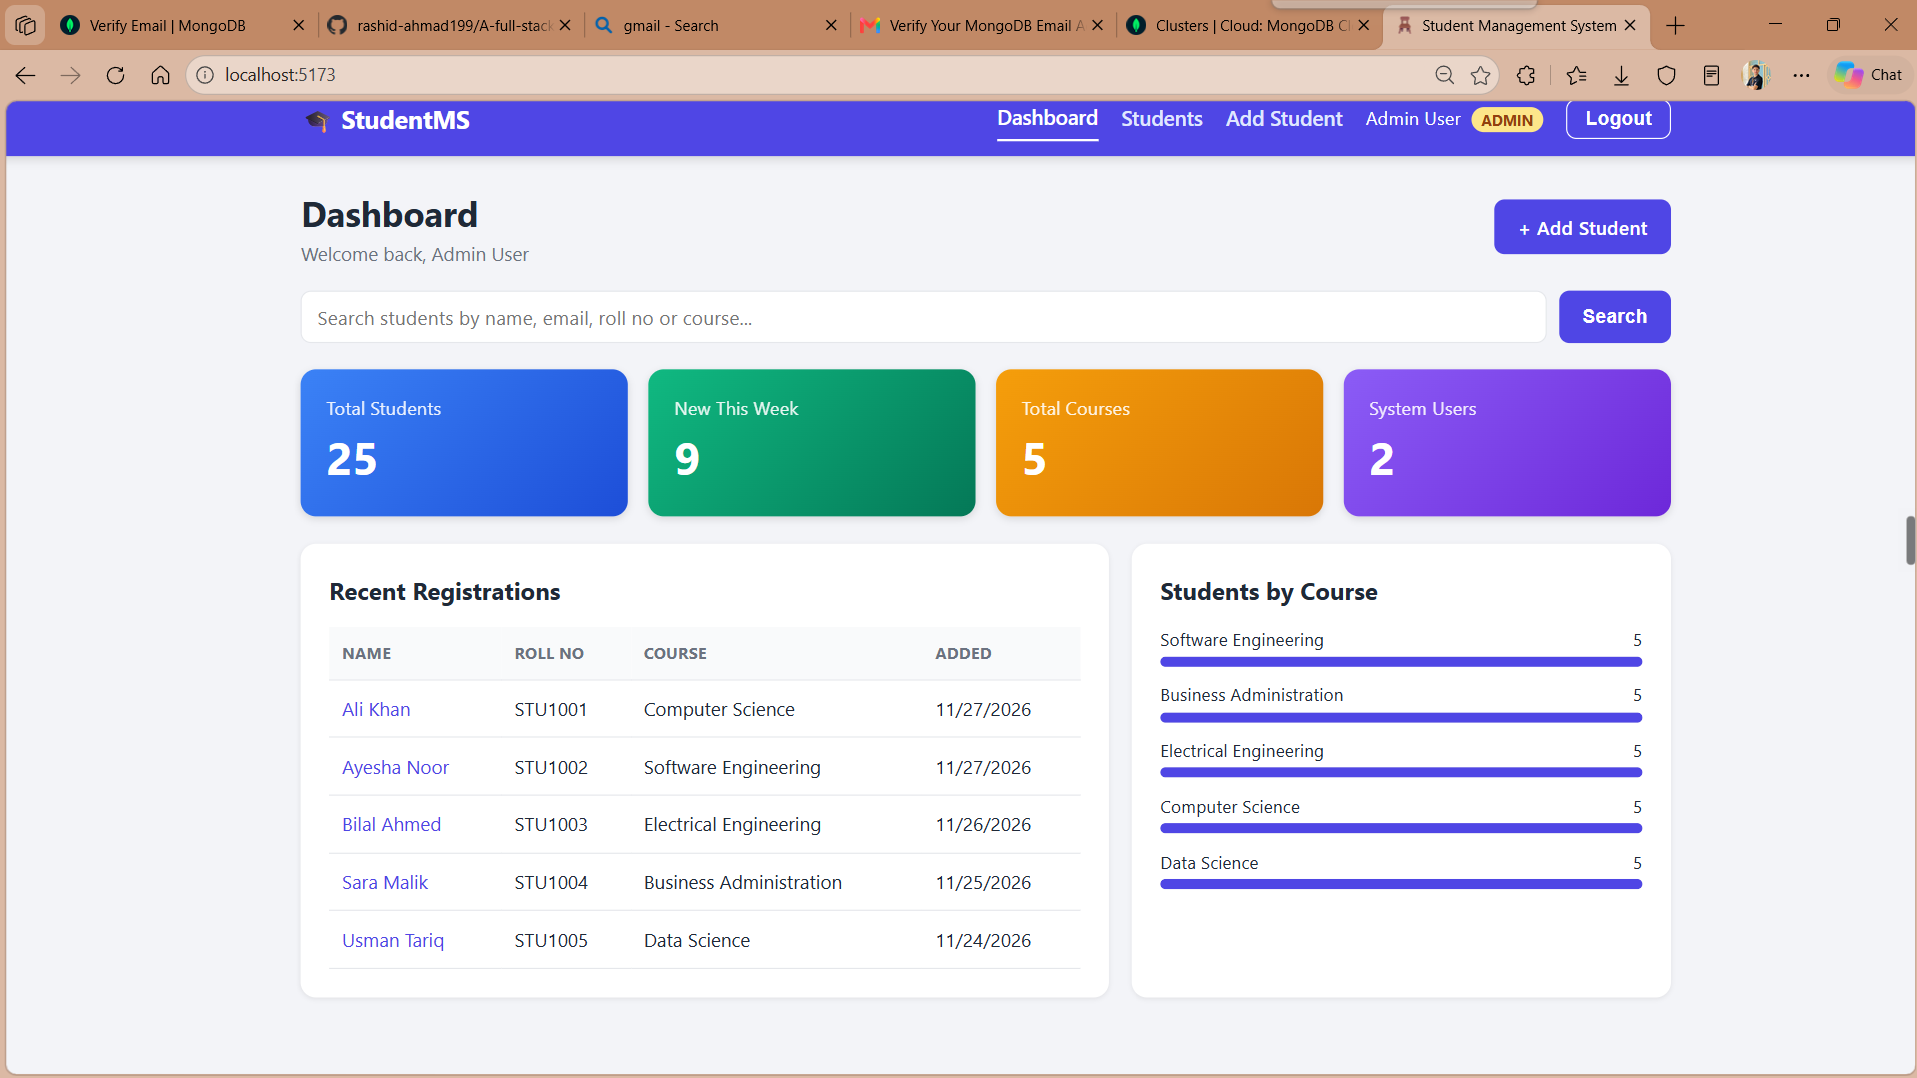 Verify Email | MongoDB
rashid-ahmad199/A-full-stack
gmail - Search
Verify Your MongoDB Email A
Clusters | Cloud: MongoDB Cl
Student Management System
localhost:5173
Chat
StudentMS
Dashboard
Students
Add Student
Admin User
ADMIN
Logout
Dashboard
Welcome back, Admin User
+ Add Student
Search students by name, email, roll no or course...
Search
Total Students
25
New This Week
9
Total Courses
5
System Users
2
Recent Registrations
NAME ROLL NO COURSE ADDED
Ali Khan STU1001 Computer Science 11/27/2026
Ayesha Noor STU1002 Software Engineering 11/27/2026
Bilal Ahmed STU1003 Electrical Engineering 11/26/2026
Sara Malik STU1004 Business Administration 11/25/2026
Usman Tariq STU1005 Data Science 11/24/2026
Students by Course
Software Engineering 5
Business Administration 5
Electrical Engineering 5
Computer Science 5
Data Science 5